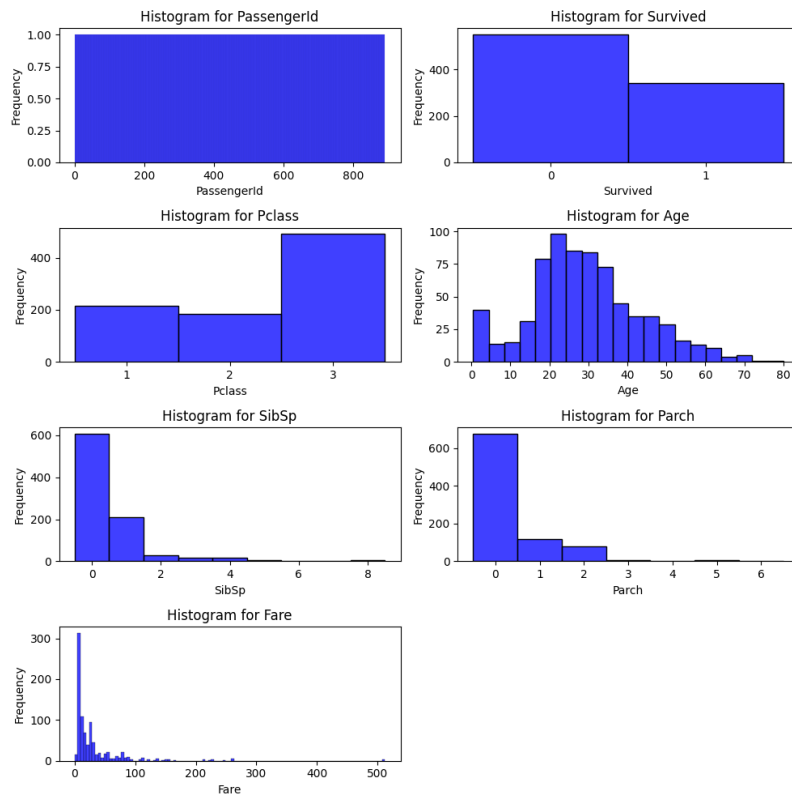 Histogram for PassengerId
1.00
0.75
0.50
0.25
0.00
Frequency
0 200 400 600 800
PassengerId
Histogram for Survived
400
200
0
Frequency
0 1
Survived
Histogram for Pclass
400
200
0
Frequency
1 2 3
Pclass
Histogram for Age
100
75
50
25
0
Frequency
0 10 20 30 40 50 60 70 80
Age
Histogram for SibSp
600
400
200
0
Frequency
0 2 4 6 8
SibSp
Histogram for Parch
600
400
200
0
Frequency
0 1 2 3 4 5 6
Parch
Histogram for Fare
300
200
100
0
Frequency
0 100 200 300 400 500
Fare